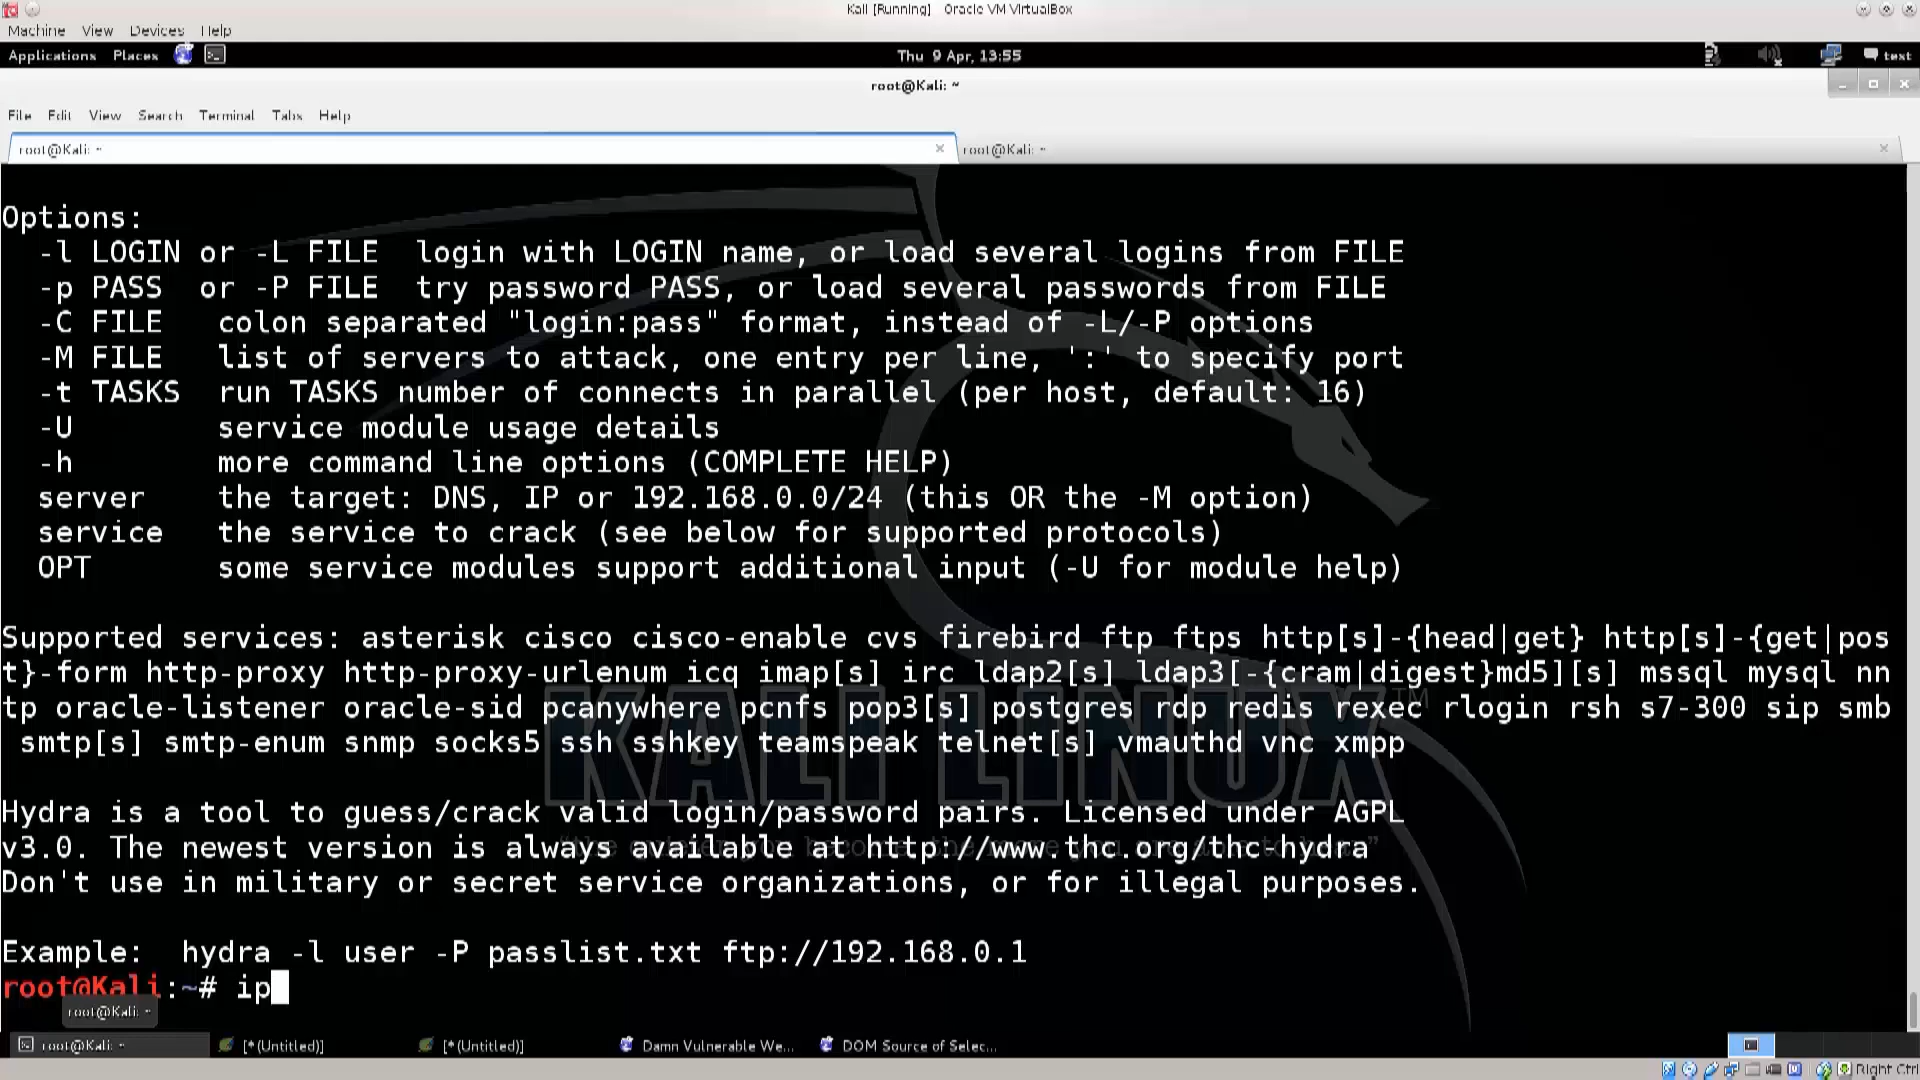 Kali [Running] Oracle VM VirtualBox
Machine View Devices Help
Applications Places Thu 9 Apr, 13:55 text
root@Kali: ~
File Edit View Search Terminal Tabs Help
root@Kali: ~ root@Kali: ~
Options:
-l LOGIN or -L FILE login with LOGIN name, or load several logins from FILE
-p PASS or -P FILE try password PASS, or load several passwords from FILE
-C FILE colon separated "login:pass" format, instead of -L/-P options
-M FILE list of servers to attack, one entry per line, ':' to specify port
-t TASKS run TASKS number of connects in parallel (per host, default: 16)
-U service module usage details
-h more command line options (COMPLETE HELP)
server the target: DNS, IP or 192.168.0.0/24 (this OR the -M option)
service the service to crack (see below for supported protocols)
OPT some service modules support additional input (-U for module help)
Supported services: asterisk cisco cisco-enable cvs firebird ftp ftps http[s]-{head|get} http[s]-{get|pos
t}-form http-proxy http-proxy-urlenum icq imap[s] irc ldap2[s] ldap3[-{cram|digest}md5][s] mssql mysql nn
tp oracle-listener oracle-sid pcanywhere pcnfs pop3[s] postgres rdp redis rexec rlogin rsh s7-300 sip smb
smtp[s] smtp-enum snmp socks5 ssh sshkey teamspeak telnet[s] vmauthd vnc xmpp
KALI LINUX™
Hydra is a tool to guess/crack valid login/password pairs. Licensed under AGPL
v3.0. The newest version is always available at http://www.thc.org/thc-hydra
Don't use in military or secret service organizations, or for illegal purposes.
Example: hydra -l user -P passlist.txt ftp://192.168.0.1
root@Kali:~# ip
root@Kali: ~
root@Kali: ~ [*(Untitled)] [*(Untitled)] Damn Vulnerable We... DOM Source of Selec...
Right Ctrl